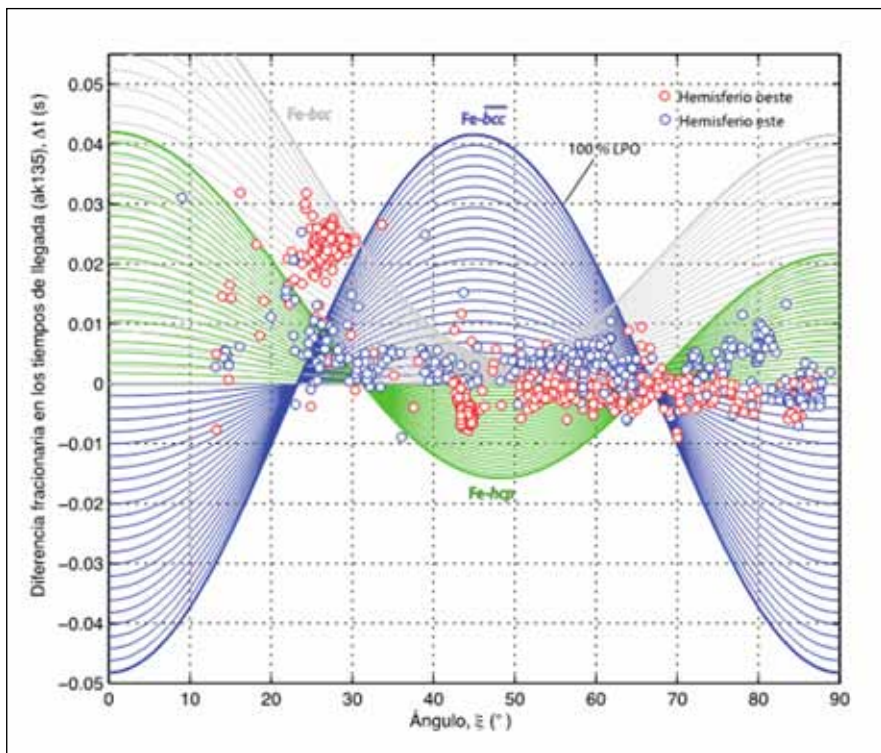 Diferencia fraccionaria en los tiempos de llegada (ak135), Δt (s)
0.05
0.04
0.03
0.02
0.01
0
−0.01
−0.02
−0.03
−0.04
−0.05
Fe-bcc
Fe-bcc
100 % LPO
Fe-hcp
Hemisferio oeste
Hemisferio este
0 10 20 30 40 50 60 70 80 90
Ángulo, ξ (°)